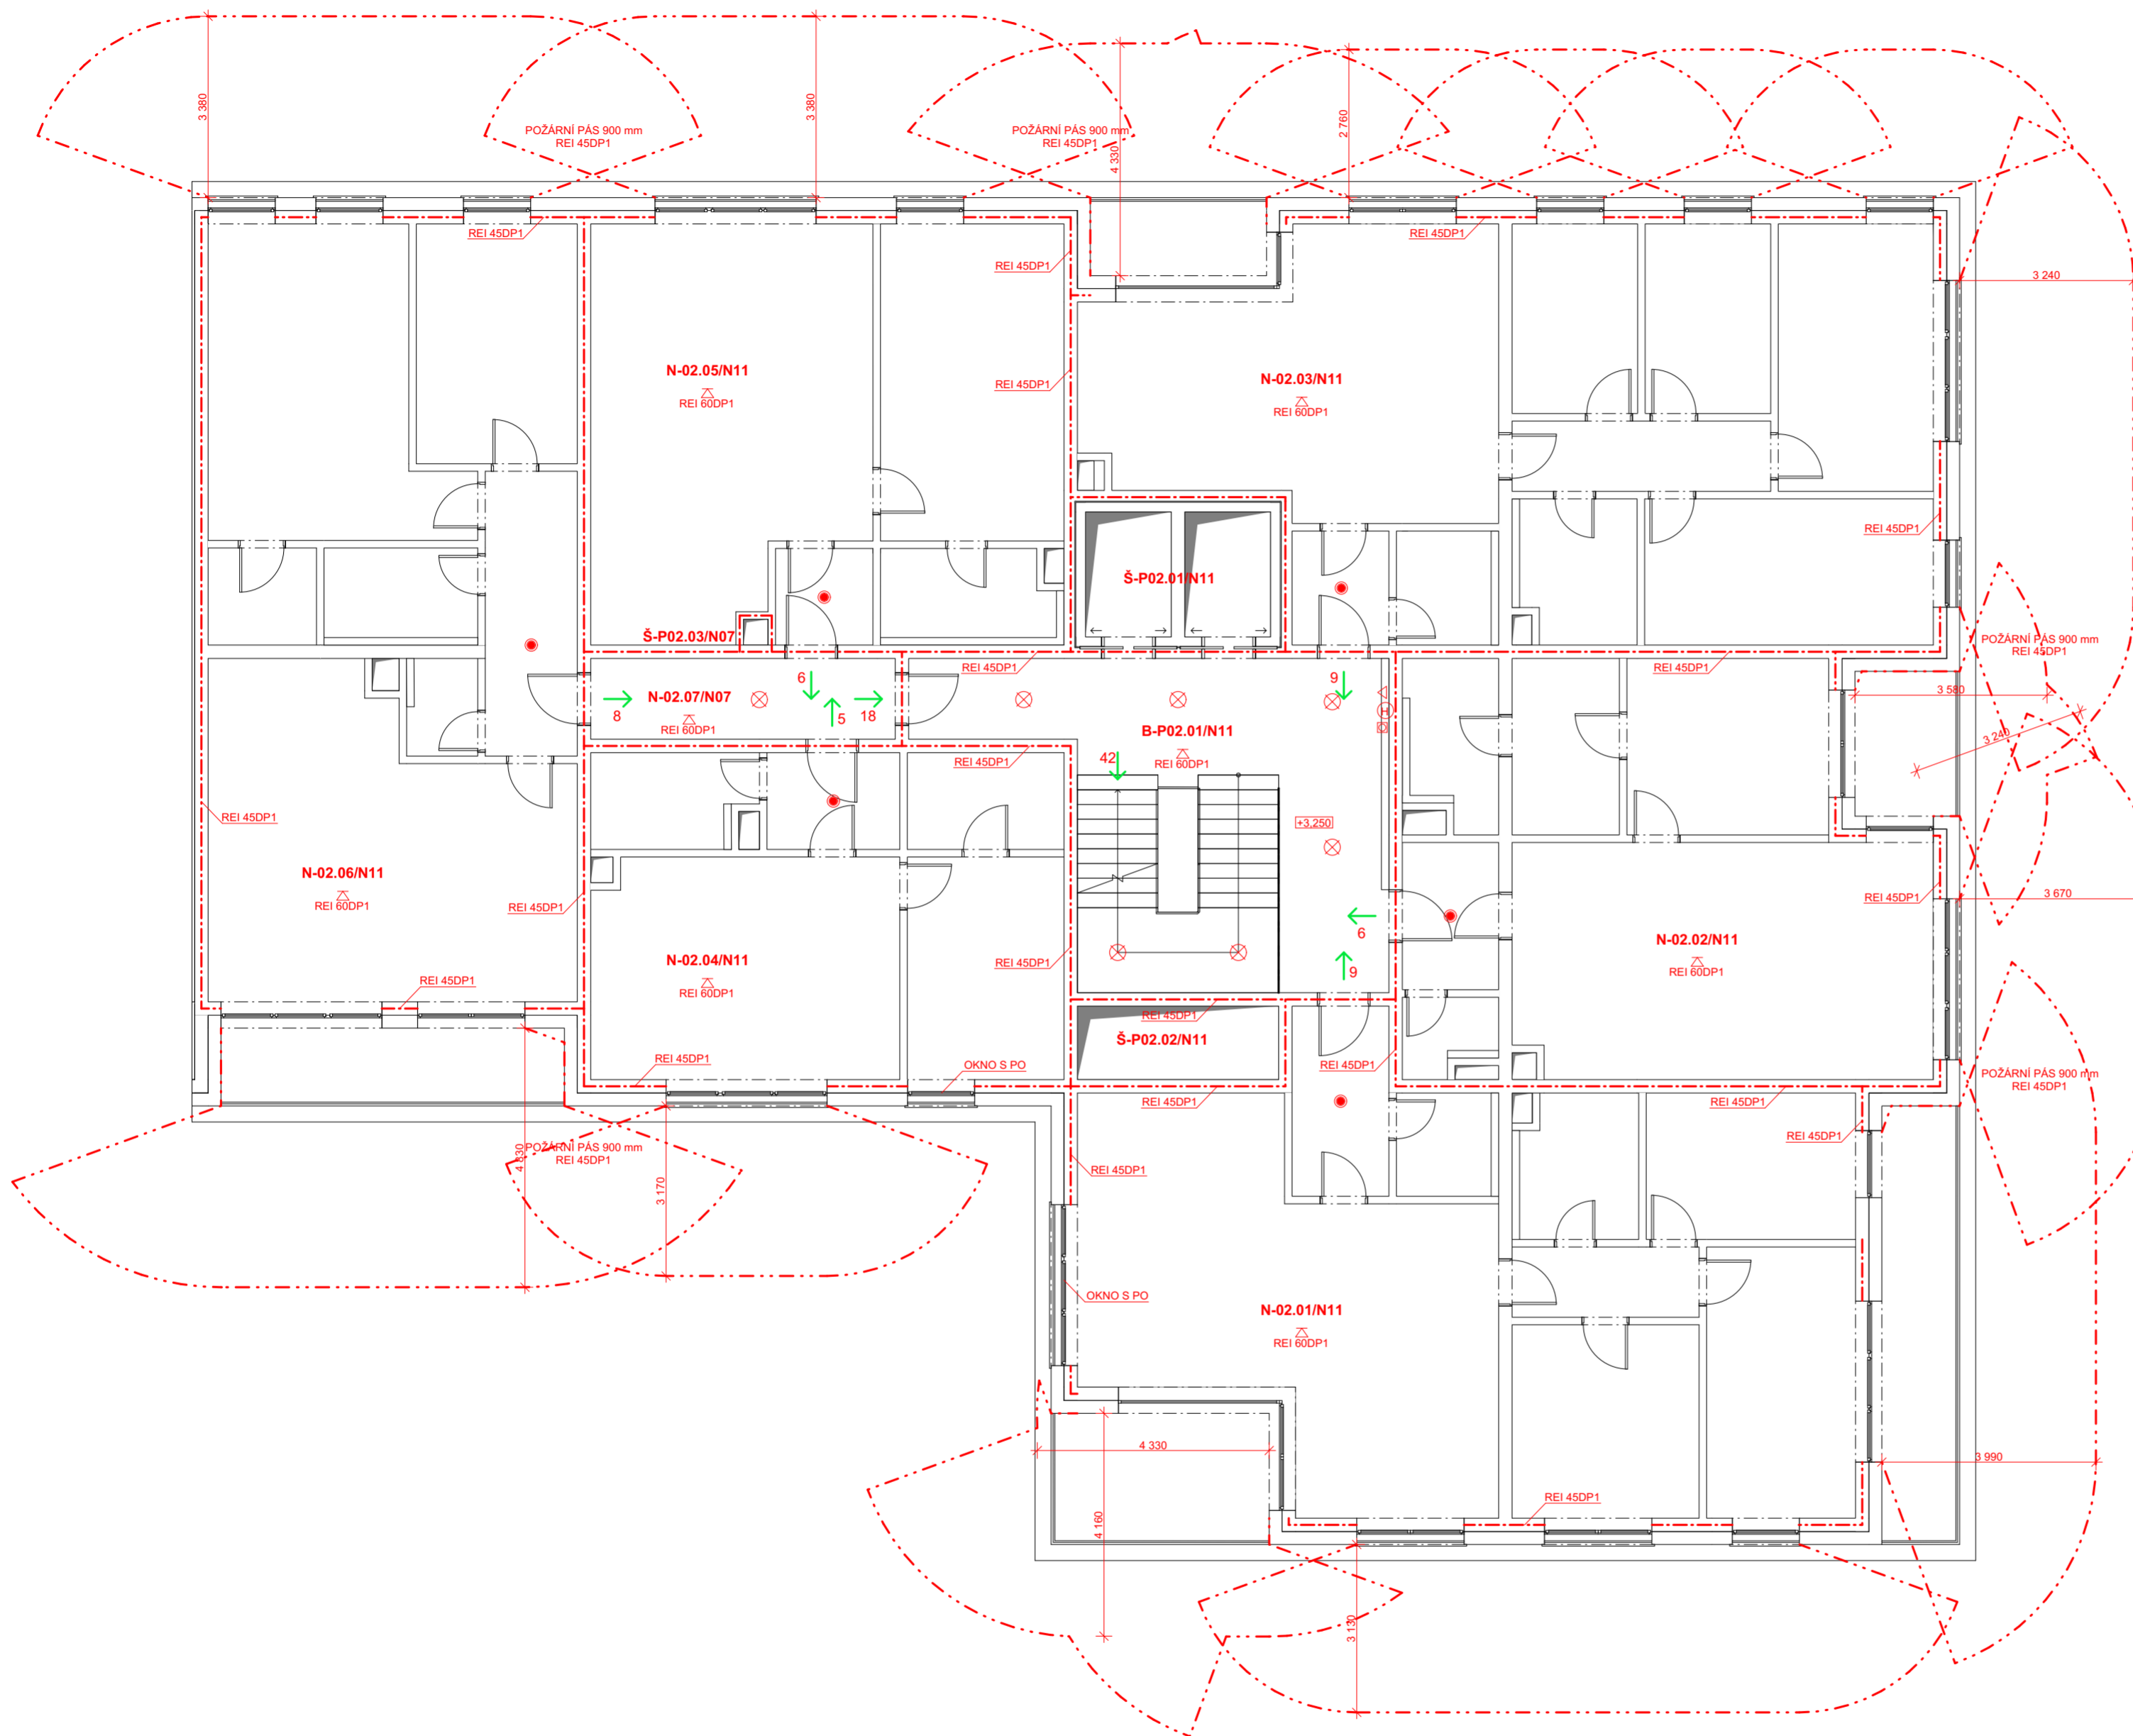 3 380
3 380
4 330
2 760
POŽÁRNÍ PÁS 900 mm
REI 45DP1
POŽÁRNÍ PÁS 900 mm
REI 45DP1
REI 45DP1
REI 45DP1
REI 45DP1
3 240
N-02.05/N11
REI 60DP1
REI 45DP1
N-02.03/N11
REI 60DP1
REI 45DP1
Š-P02.01/N11
Š-P02.03/N07
REI 45DP1
REI 45DP1
POŽÁRNÍ PÁS 900 mm
REI 45DP1
6
9
3 580
N-02.07/N07
REI 60DP1
8
5
18
H
B-P02.01/N11
REI 60DP1
3 240
42
REI 45DP1
REI 45DP1
+3,250
N-02.06/N11
REI 60DP1
REI 45DP1
REI 45DP1
3 670
6
N-02.02/N11
REI 60DP1
N-02.04/N11
REI 60DP1
REI 45DP1
9
REI 45DP1
REI 45DP1
Š-P02.02/N11
REI 45DP1
OKNO S PO
REI 45DP1
POŽÁRNÍ PÁS 900 mm
REI 45DP1
REI 45DP1
REI 45DP1
REI 45DP1
POŽÁRNÍ PÁS 900 mm
REI 45DP1
4 830
3 170
REI 45DP1
OKNO S PO
N-02.01/N11
REI 60DP1
4 330
3 990
REI 45DP1
4 160
3 130